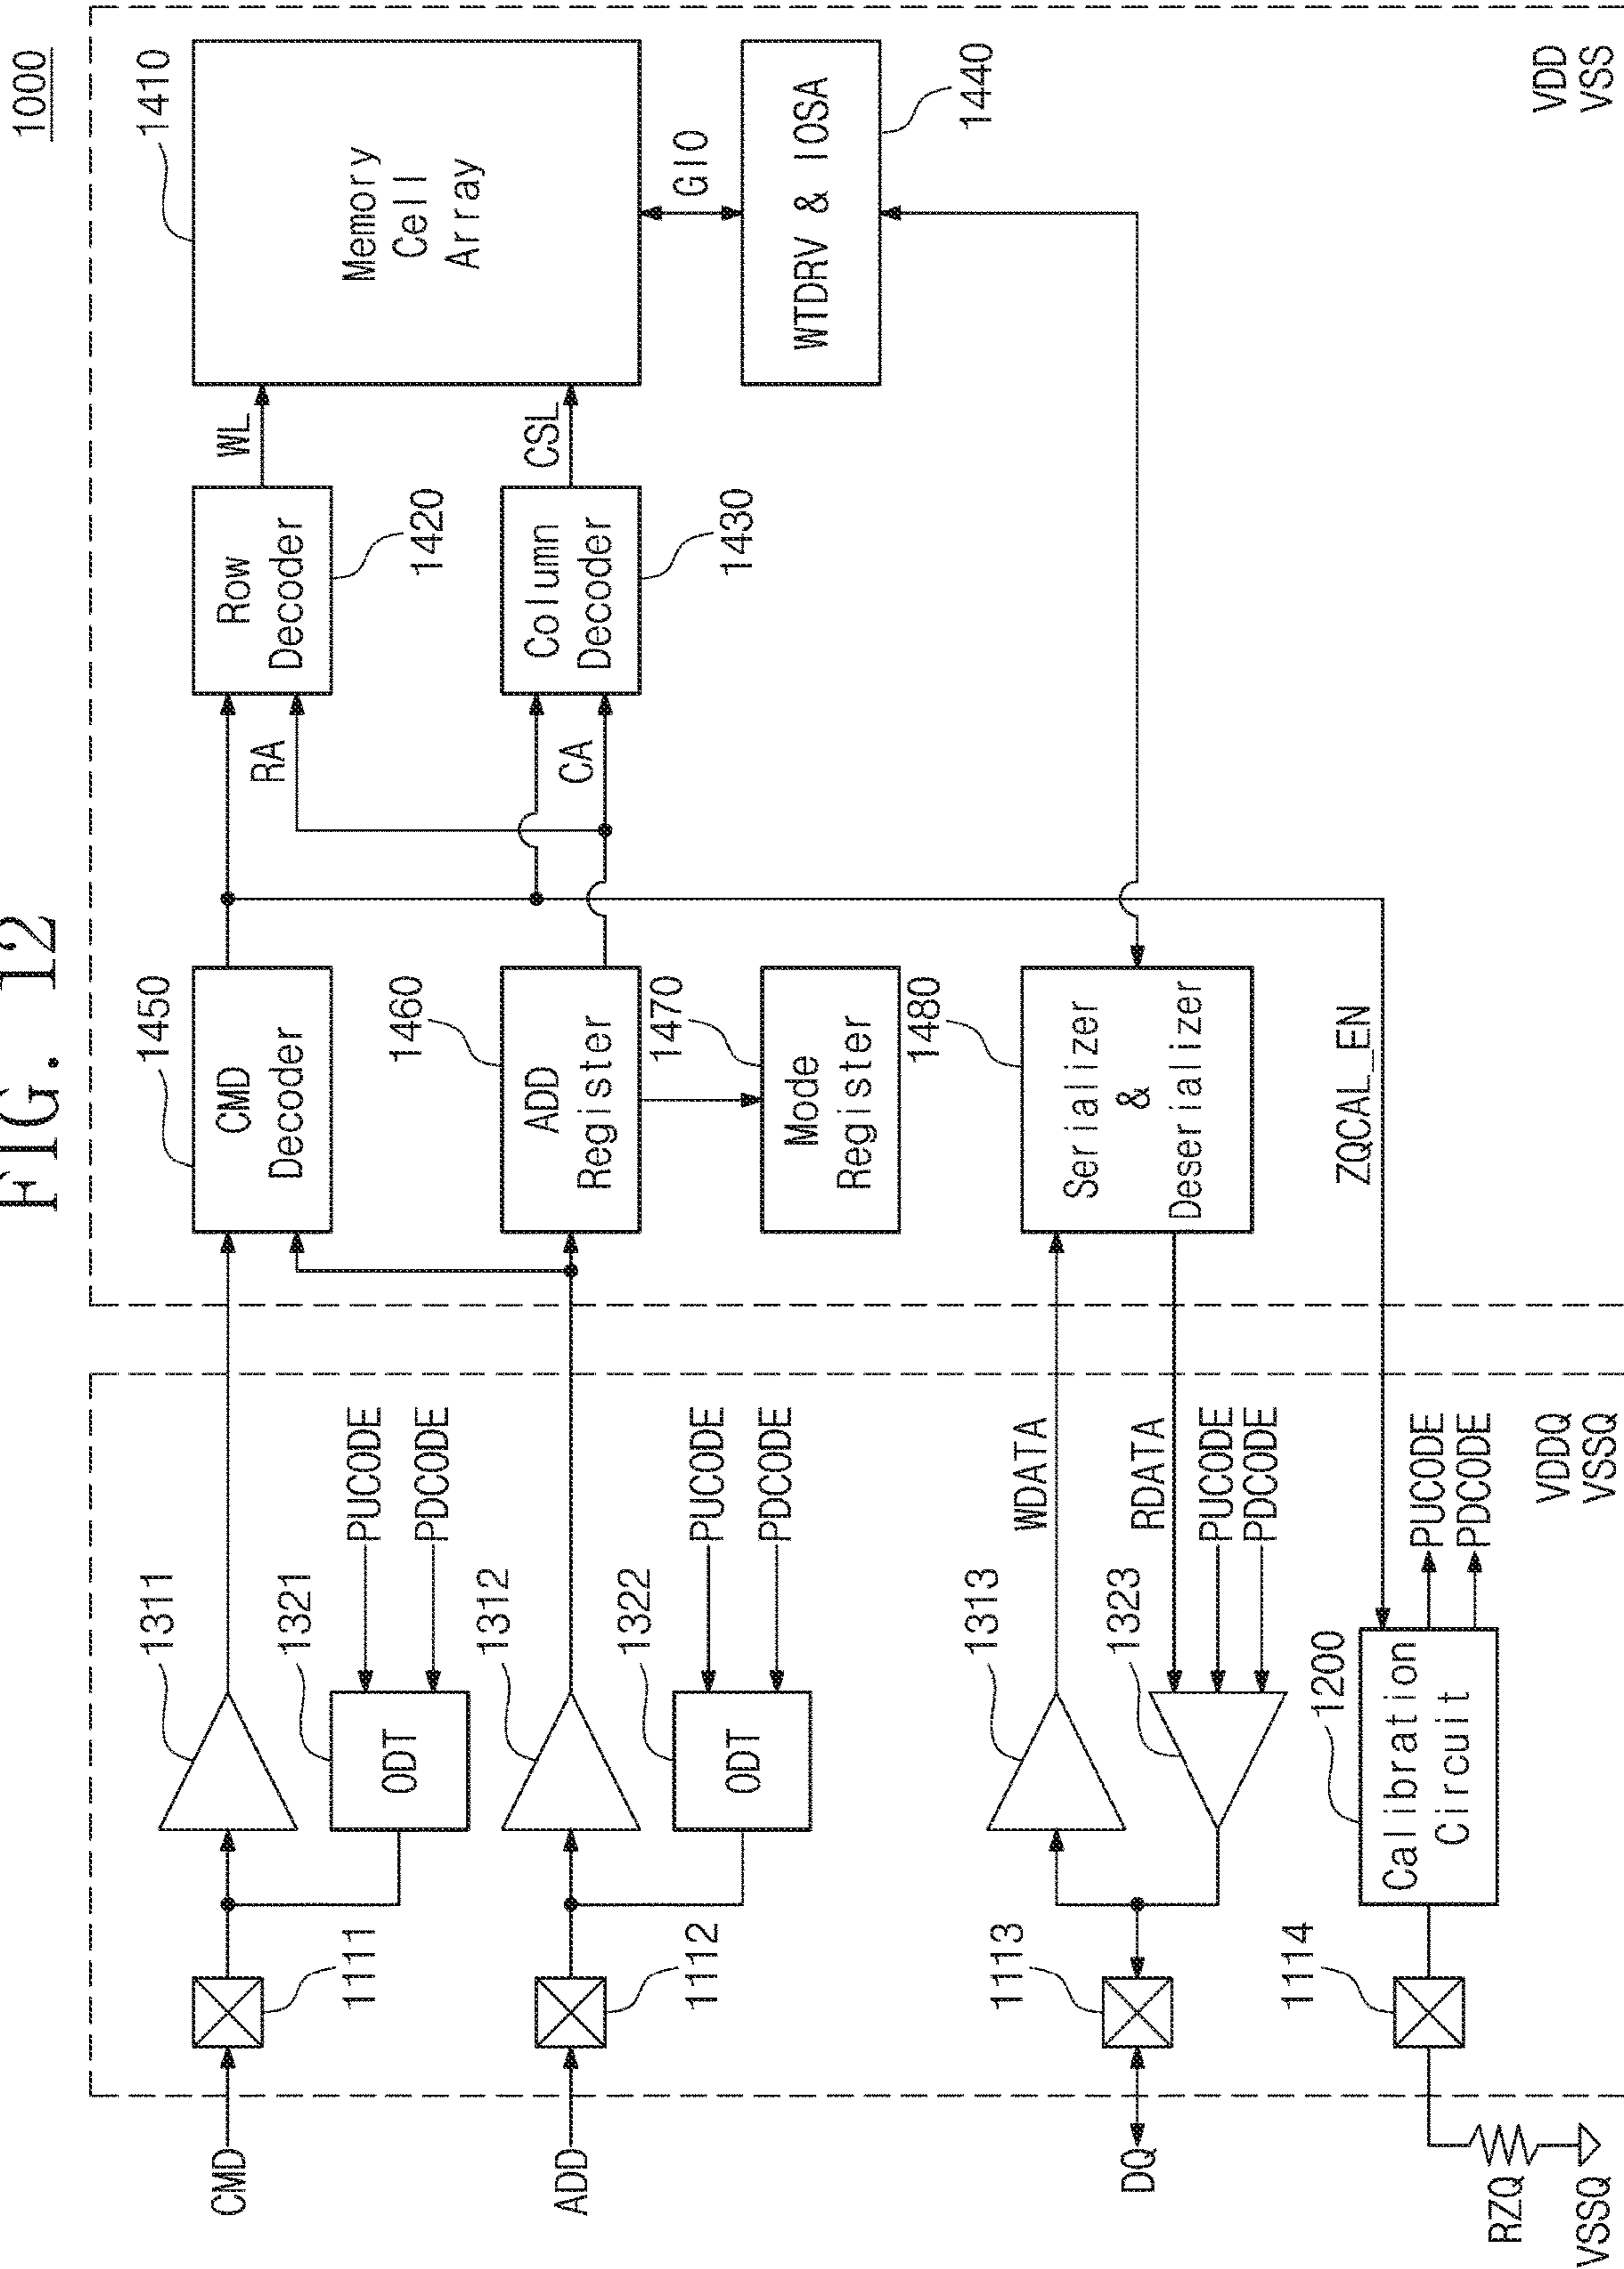 FIG. 12
1000
CMD
1111
1311
1321
ODT
PUCODE
PDCODE
ADD
1112
1312
1322
ODT
PUCODE
PDCODE
DQ
1113
1313
WDATA
1323
RDATA
PUCODE
PDCODE
RZQ
VSSQ
1114
1200
Calibration
Circuit
PUCODE
PDCODE
ZQCAL_EN
VDDQ
VSSQ
1450
CMD
Decoder
1460
ADD
Register
1470
Mode
Register
1480
Serializer
&
Deserializer
RA
CA
Row
Decoder
1420
Column
Decoder
1430
WL
CSL
1410
Memory
Cell
Array
GIO
WTDRV & IOSA
1440
VDD
VSS